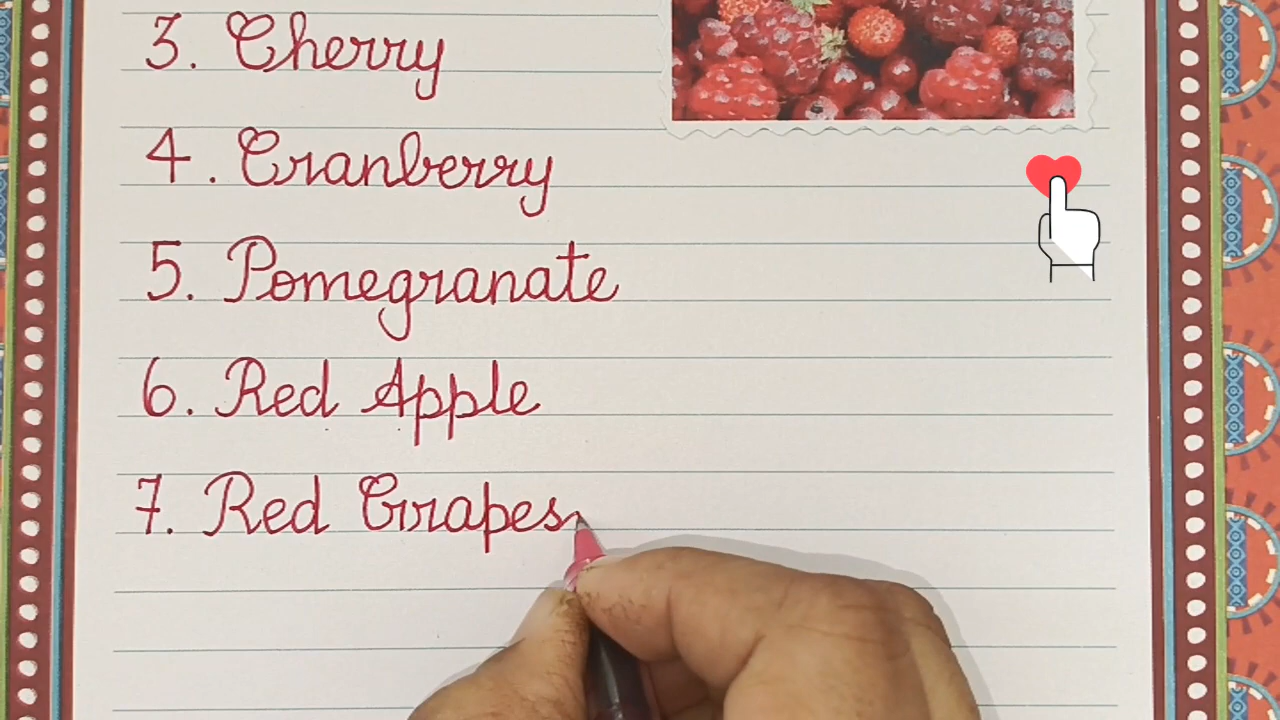 3. Cherry
4. Cranberry
5. Pomegranate
6. Red Apple
7. Red Grapes